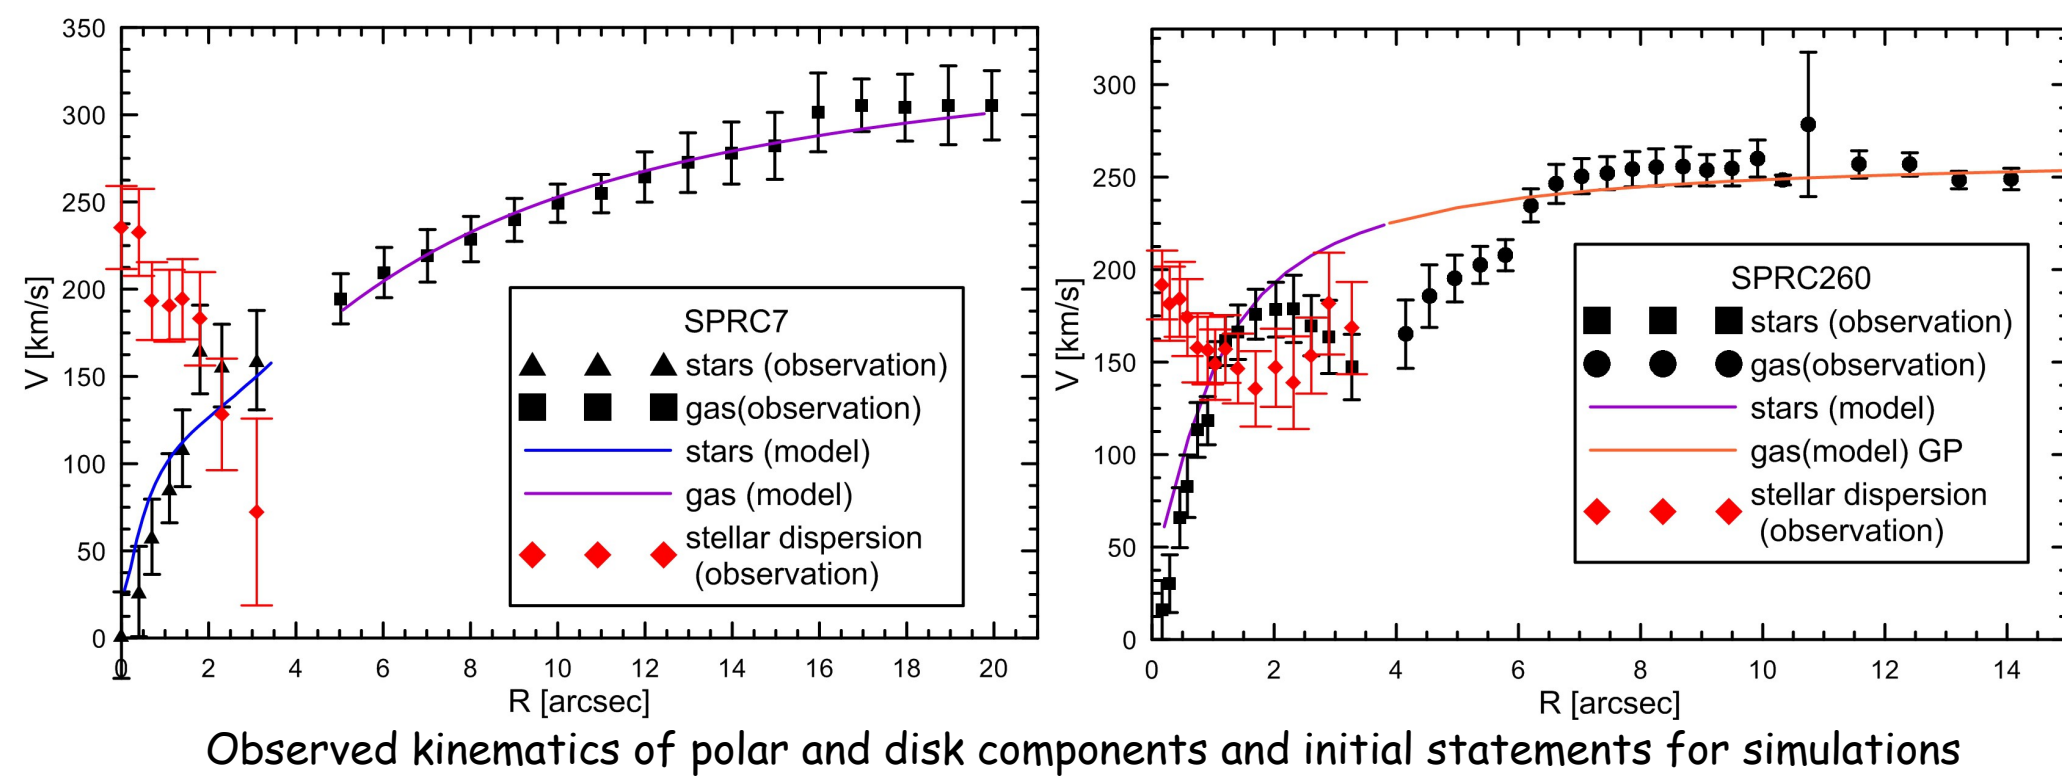 350
300
250
200
150
100
50
0
V [km/s]
0 2 4 6 8 10 12 14 16 18 20
R [arcsec]
SPRC7
stars (observation)
gas(observation)
stars (model)
gas (model)
stellar dispersion
(observation)
300
250
200
150
100
50
0
V [km/s]
0 2 4 6 8 10 12 14
R [arcsec]
SPRC260
stars (observation)
gas(observation)
stars (model)
gas(model) GP
stellar dispersion
(observation)
Observed kinematics of polar and disk components and initial statements for simulations